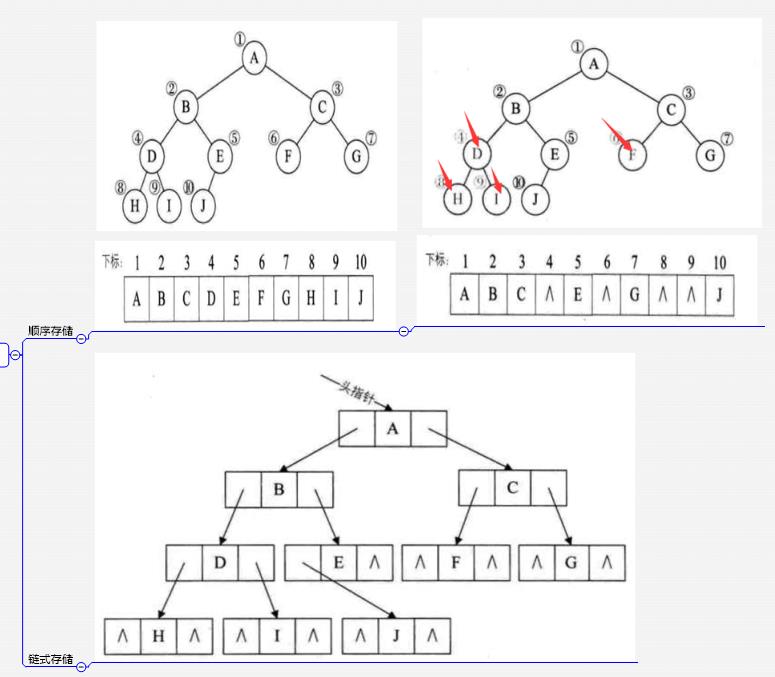 ① A
② B ③ C
④ D ⑤ E ⑥ F ⑦ G
⑧ H ⑨ I ⑩ J
下标: 1 2 3 4 5 6 7 8 9 10
A B C D E F G H I J
① A
② B ③ C
④ D ⑤ E ⑥ F ⑦ G
⑧ H ⑨ I ⑩ J
下标: 1 2 3 4 5 6 7 8 9 10
A B C Λ E Λ G Λ Λ J
顺序存储
头指针
A
B C
D E Λ Λ F Λ Λ G Λ
Λ H Λ Λ I Λ Λ J Λ
链式存储